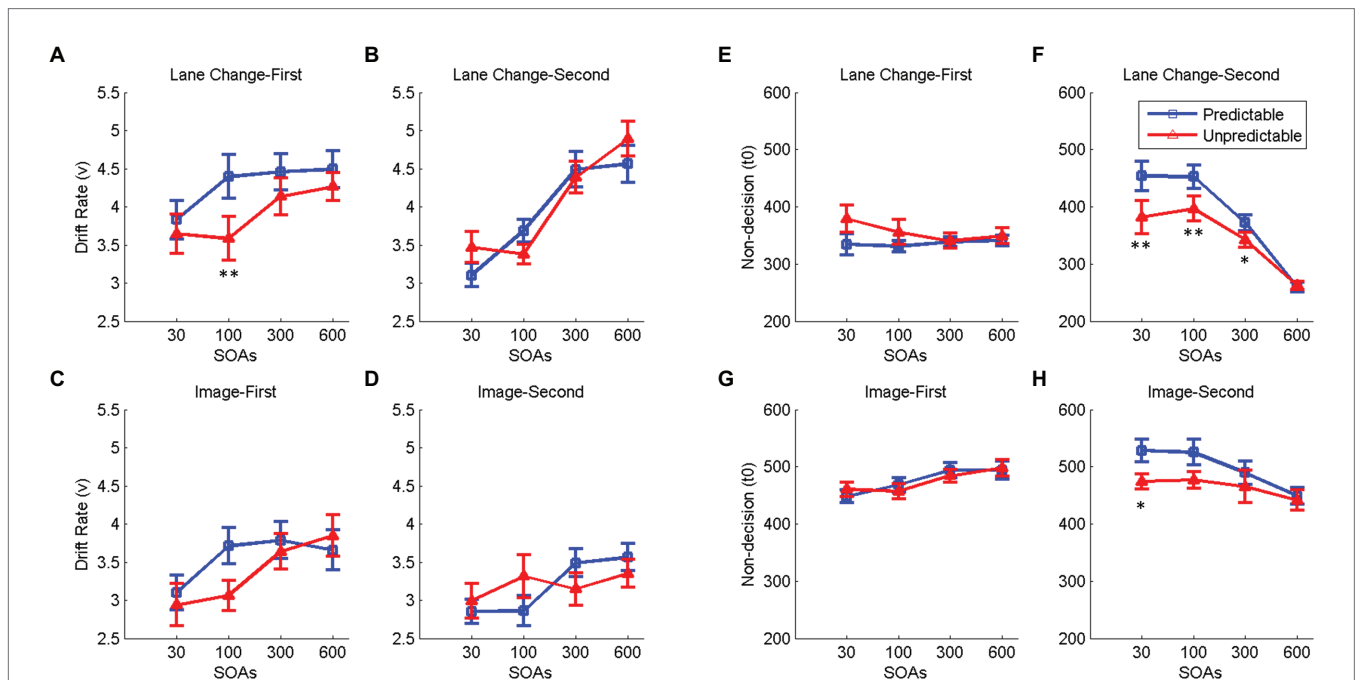 A
Lane Change-First
5.5
5
4.5
4
3.5
3
2.5
Drift Rate (v)
**
30 100 300 600
SOAs
B
Lane Change-Second
5.5
5
4.5
4
3.5
3
2.5
30 100 300 600
SOAs
E
Lane Change-First
600
500
400
300
200
Non-decision (t0)
30 100 300 600
SOAs
F
Lane Change-Second
600
500
400
300
200
Predictable
Unpredictable
** ** *
30 100 300 600
SOAs
C
Image-First
5.5
5
4.5
4
3.5
3
2.5
Drift Rate (v)
30 100 300 600
SOAs
D
Image-Second
5.5
5
4.5
4
3.5
3
2.5
30 100 300 600
SOAs
G
Image-First
600
500
400
300
200
Non-decision (t0)
30 100 300 600
SOAs
H
Image-Second
600
500
400
300
200
*
30 100 300 600
SOAs